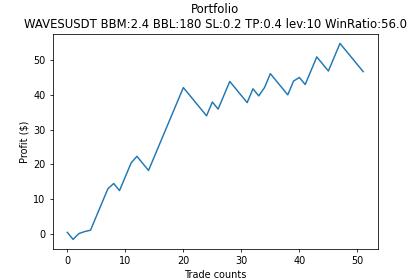 Portfolio
WAVESUSDT BBM:2.4 BBL:180 SL:0.2 TP:0.4 lev:10 WinRatio:56.0
Profit ($)
50
40
30
20
10
0
0 10 20 30 40 50
Trade counts